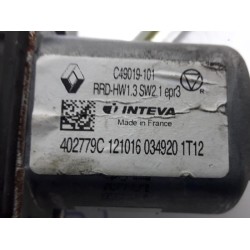 C49019-101
RRD-HW1.3 SW2.1 epr3
INTEVA
Made in France
402779C 121016 034920 1T12